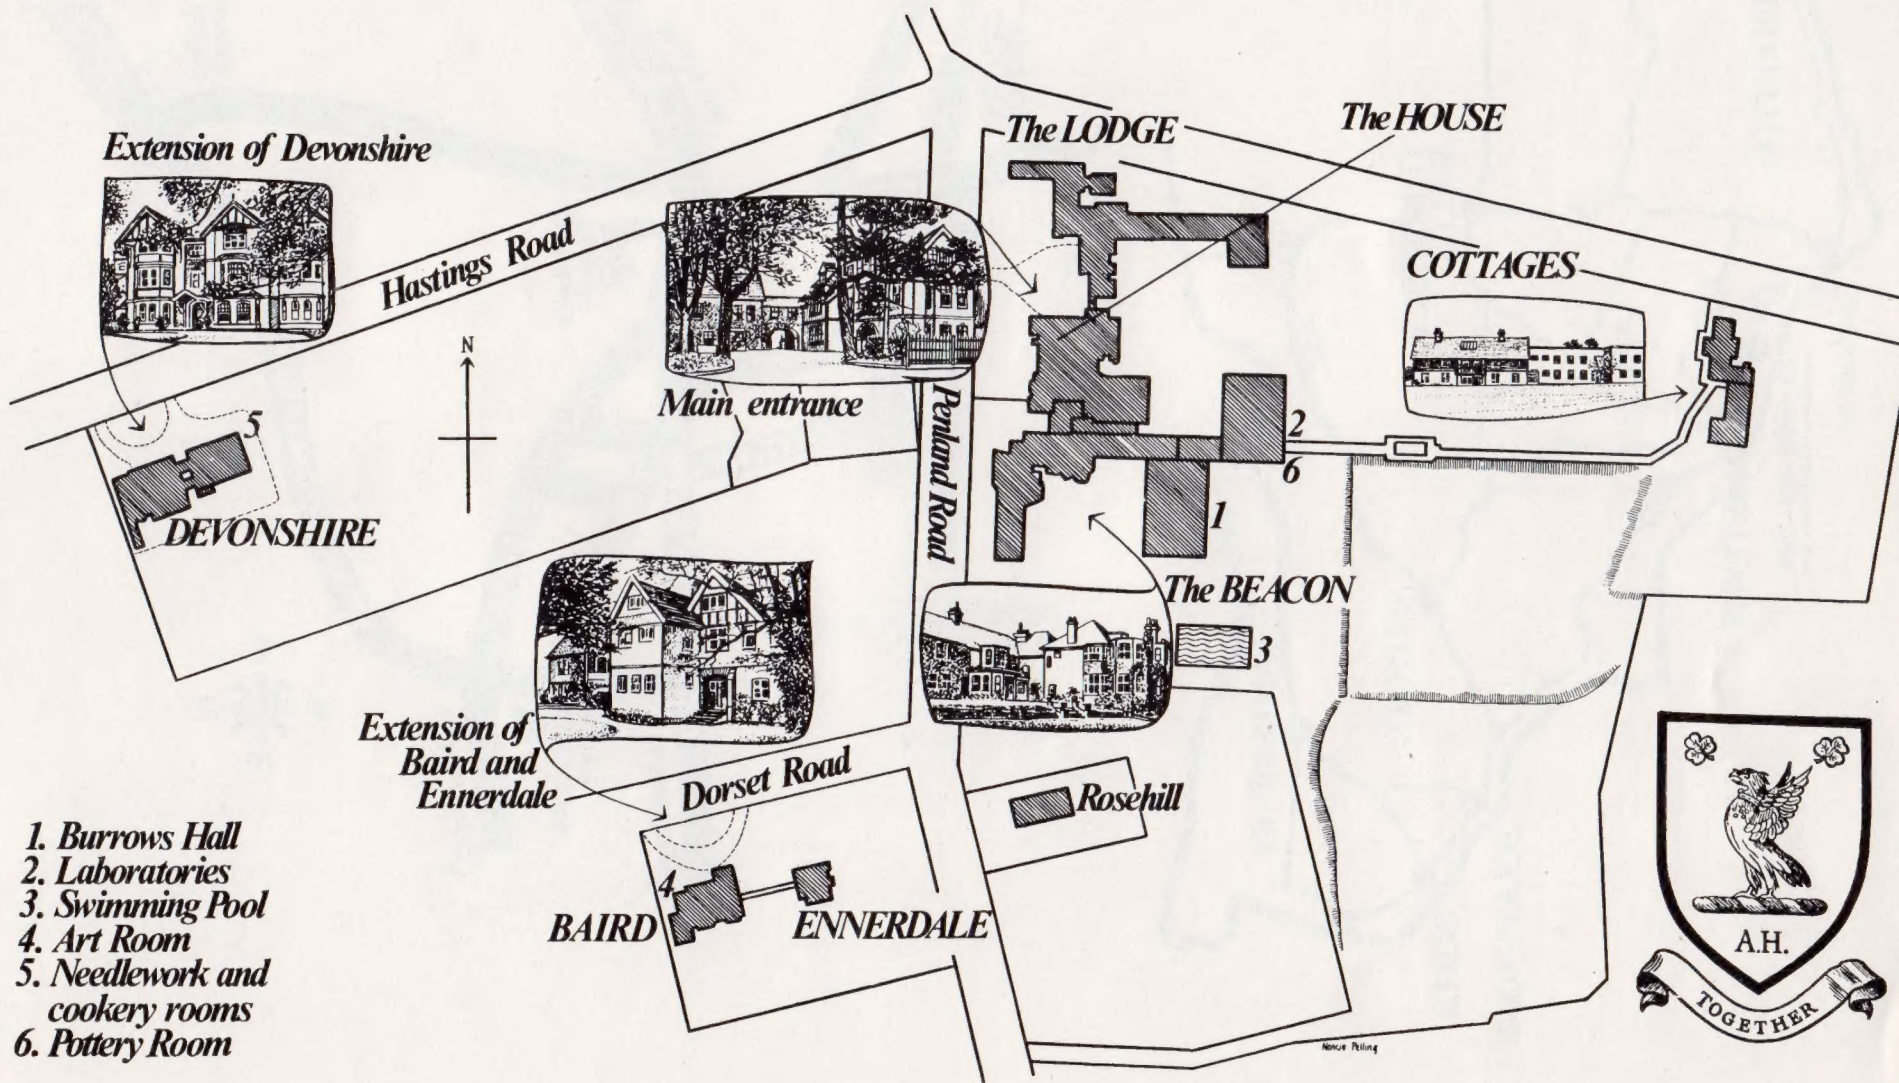 The LODGE
The HOUSE
Extension of Devonshire
Hastings Road
COTTAGES
N
Main entrance
Penland Road
5
2
6
DEVONSHIRE
1
The BEACON
3
Extension of
Baird and
Ennerdale
Dorset Road
Rosehill
4
BAIRD
ENNERDALE
1. Burrows Hall
2. Laboratories
3. Swimming Pool
4. Art Room
5. Needlework and
cookery rooms
6. Pottery Room
A.H.
TOGETHER
Pelling